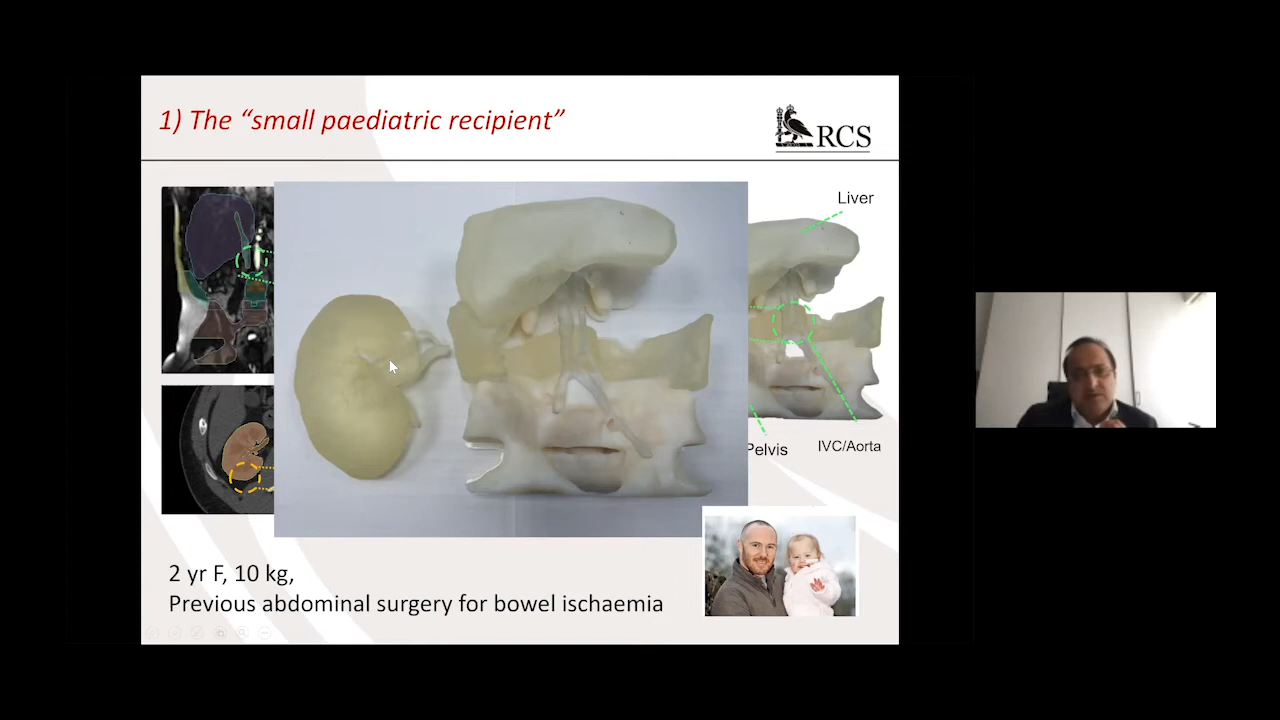 1) The “small paediatric recipient”
RCS
Liver
Pelvis
IVC/Aorta
2 yr F, 10 kg,
Previous abdominal surgery for bowel ischaemia